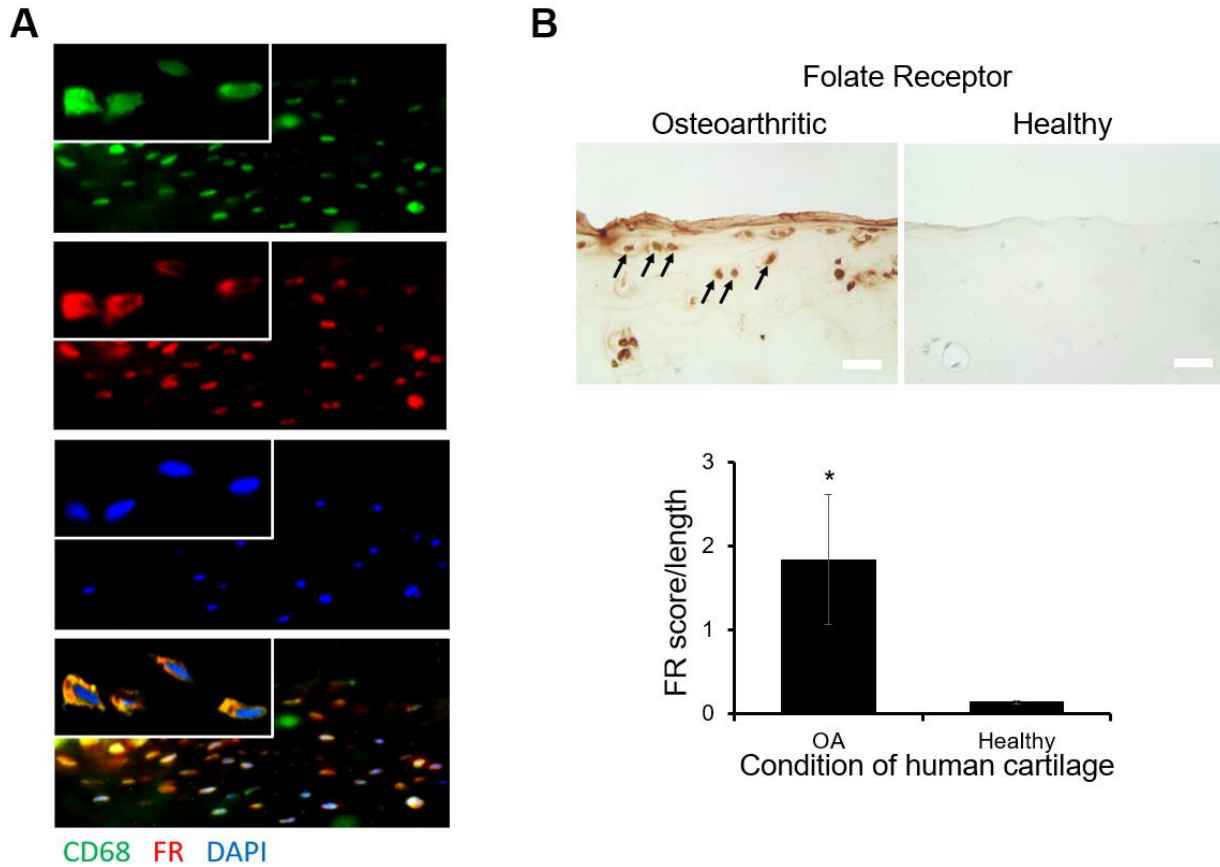 A
CD68 FR DAPI
B
Folate Receptor
Osteoarthritic Healthy
3
2
1
0
*
FR score/length
OA Healthy
Condition of human cartilage